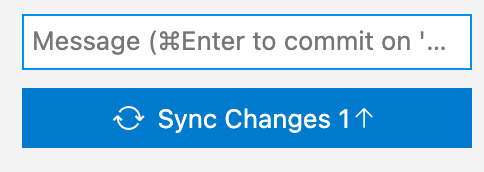 Message (⌘Enter to commit on '...
Sync Changes 1↑